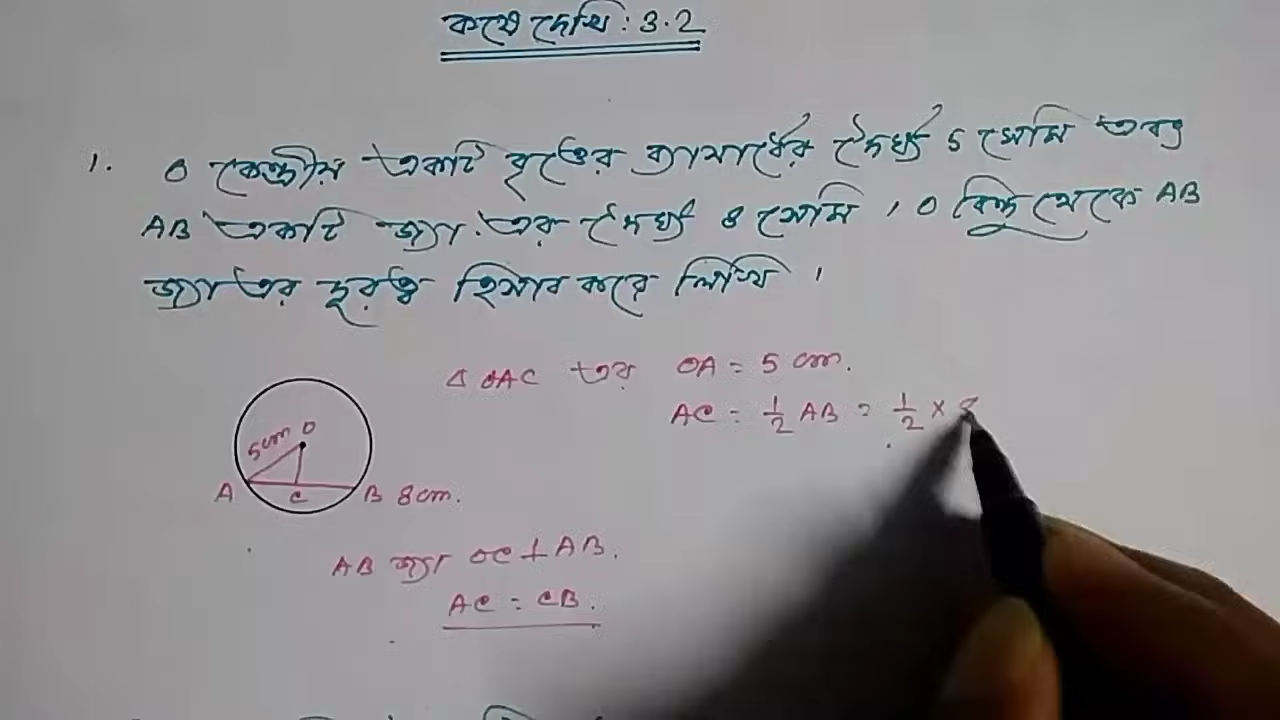 কষে দেখি : 3.2
1. O কেন্দ্রীয় একটি বৃত্তের ব্যাসার্ধের দৈর্ঘ্য 5 সেমি এবং
AB একটি জ্যা. এর দৈর্ঘ্য 8 সেমি । O বিন্দু থেকে AB
জ্যা এর দূরত্ব হিসাব করে লিখি ।
Δ OAC এর OA = 5 cm.
AC = 1/2 AB = 1/2 × 8
5cm O
A C B 8cm.
AB জ্যা OC ⊥ AB.
AC = CB.